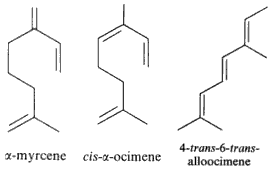 α-myrcene cis-α-ocimene 4-trans-6-trans-
alloocimene